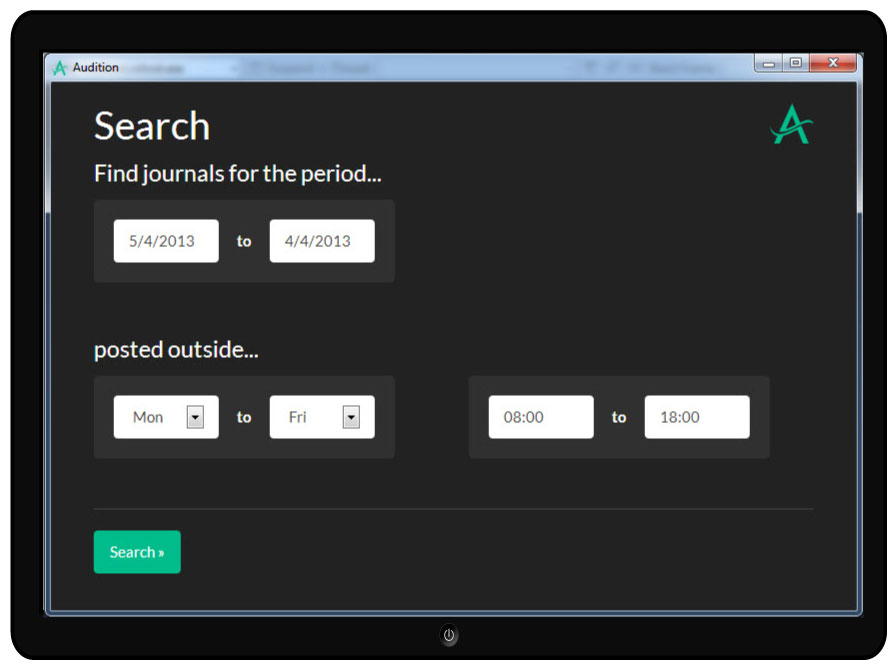 Audition
Search
Find journals for the period...
5/4/2013 to 4/4/2013
posted outside...
Mon to Fri 08:00 to 18:00
Search »